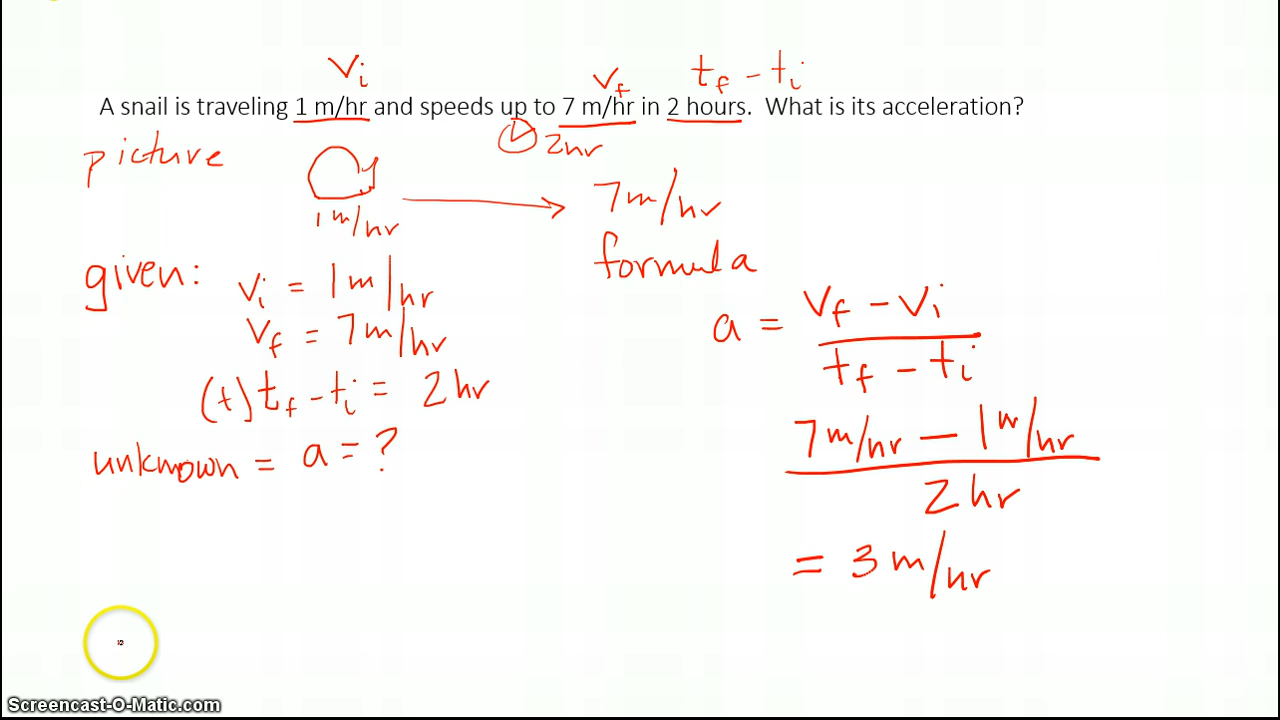 Vi
Vf
tf - ti
A snail is traveling 1 m/hr and speeds up to 7 m/hr in 2 hours. What is its acceleration?
picture
2hr
1m/hr
7m/hr
formula
given: Vi = 1m/hr
Vf = 7m/hr
(t) tf - ti = 2hr
unknown = a = ?
a = Vf - Vi
tf - ti
7m/hr - 1m/hr
2hr
= 3m/hr
Screencast-O-Matic.com